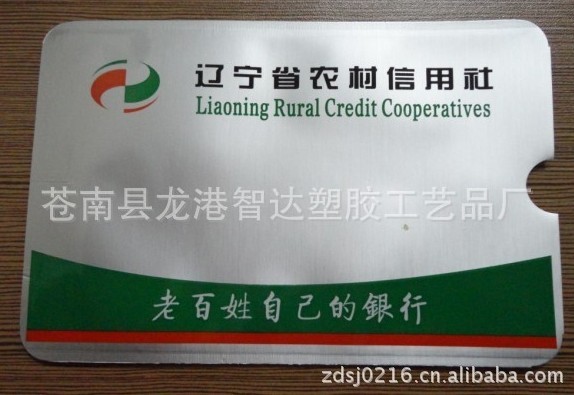 辽宁省农村信用社
Liaoning Rural Credit Cooperatives
苍南县龙港智达塑胶工艺品厂
老百姓自己的銀行
zdsj0216.cn.alibaba.com